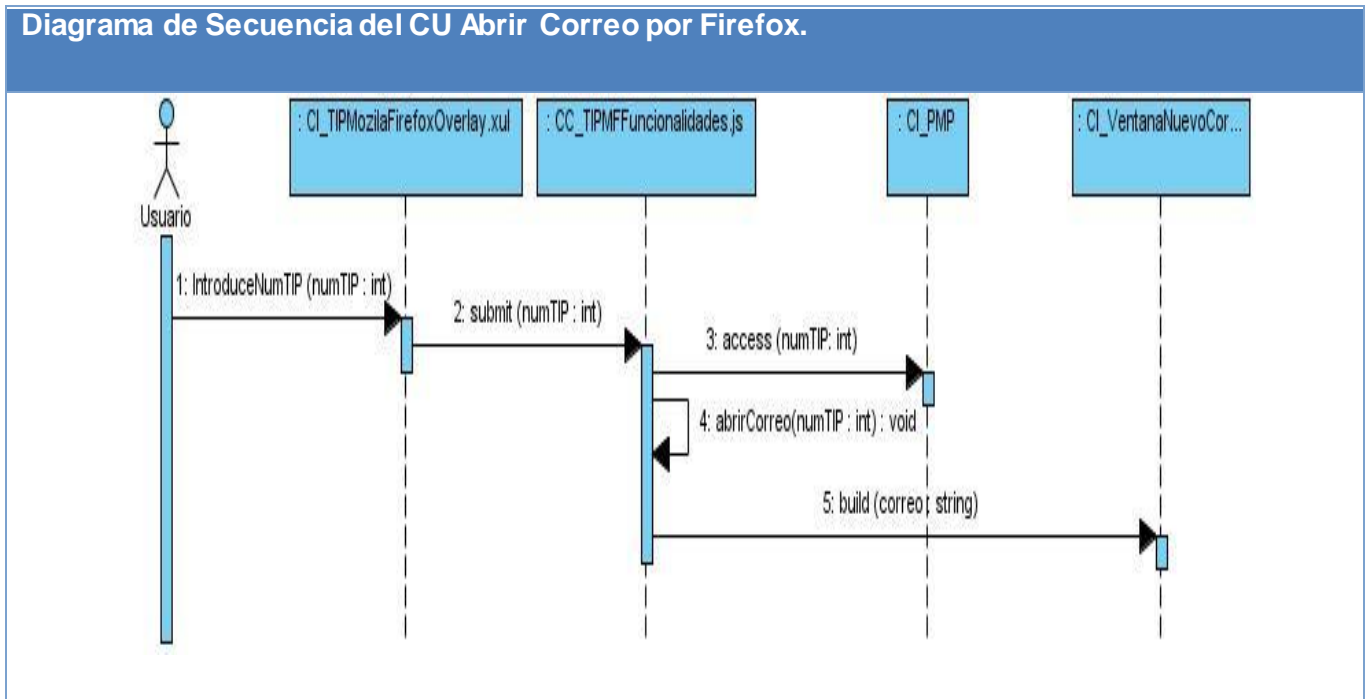 Diagrama de Secuencia del CU Abrir Correo por Firefox.
: CI_TIPMozilaFirefoxOverlay.xul
: CC_TIPMFFuncionalidades.js
: CI_PMP
: CI_VentanaNuevoCor...
Usuario
1: IntroduceNumTIP (numTIP : int)
2: submit (numTIP : int)
3: access (numTIP: int)
4: abrirCorreo(numTIP : int) : void
5: build (correo : string)